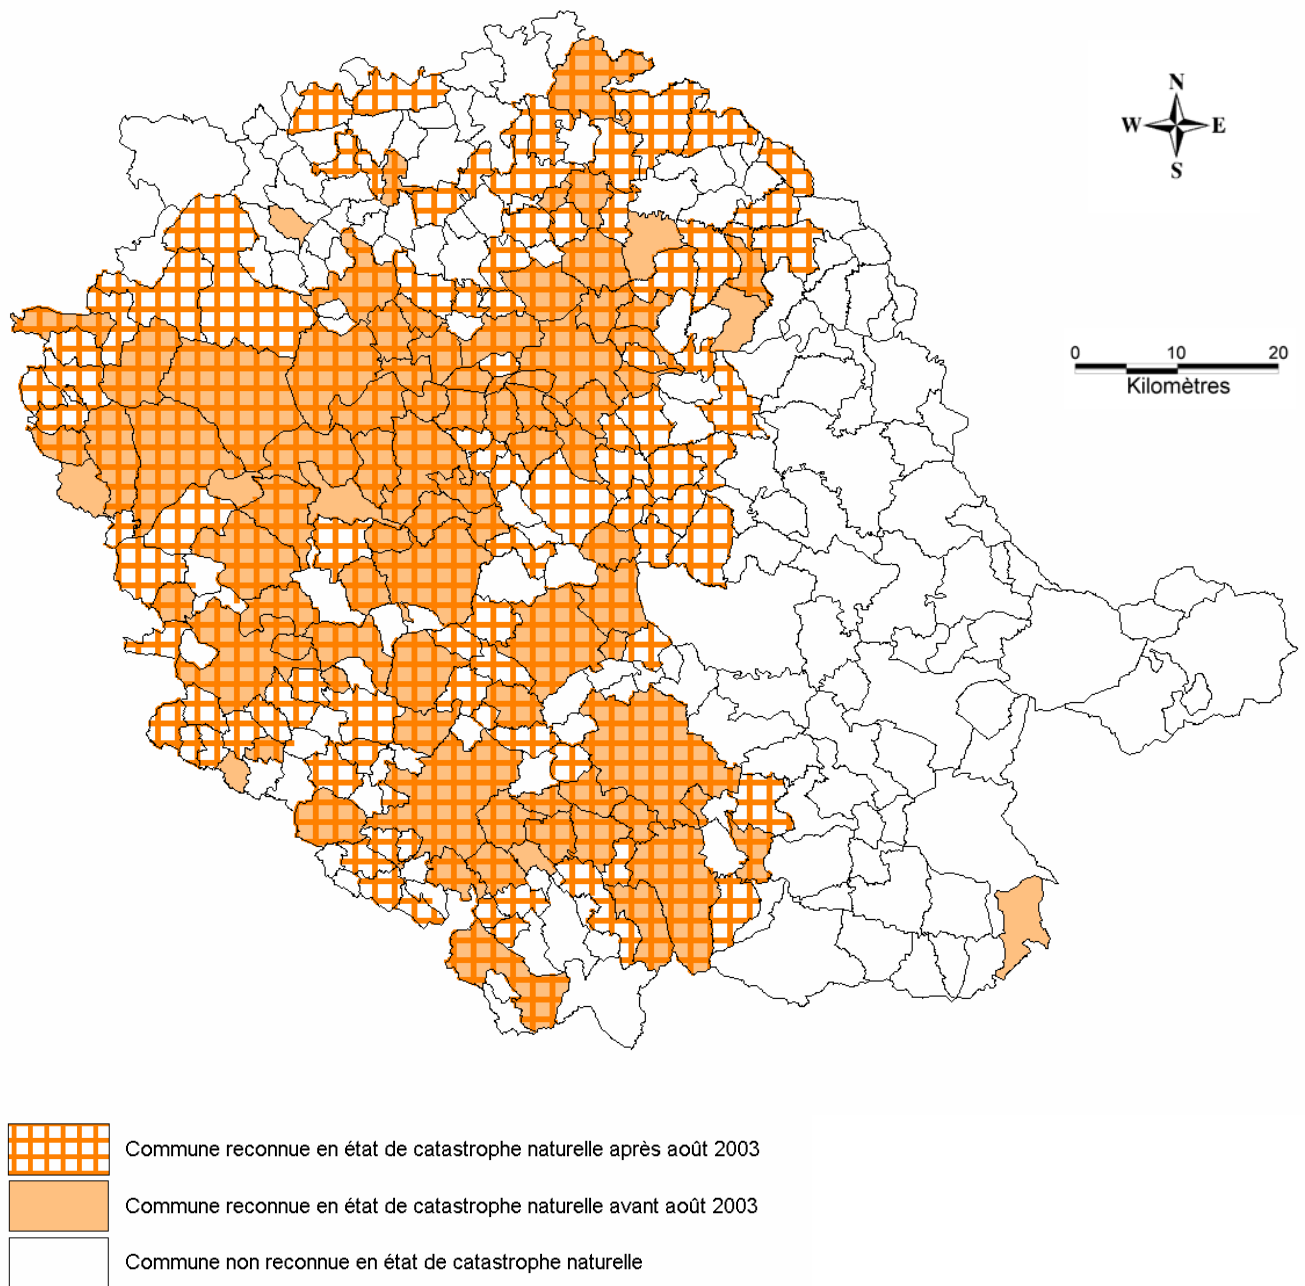 N
W E
S
0 10 20
Kilomètres
Commune reconnue en état de catastrophe naturelle après août 2003
Commune reconnue en état de catastrophe naturelle avant août 2003
Commune non reconnue en état de catastrophe naturelle